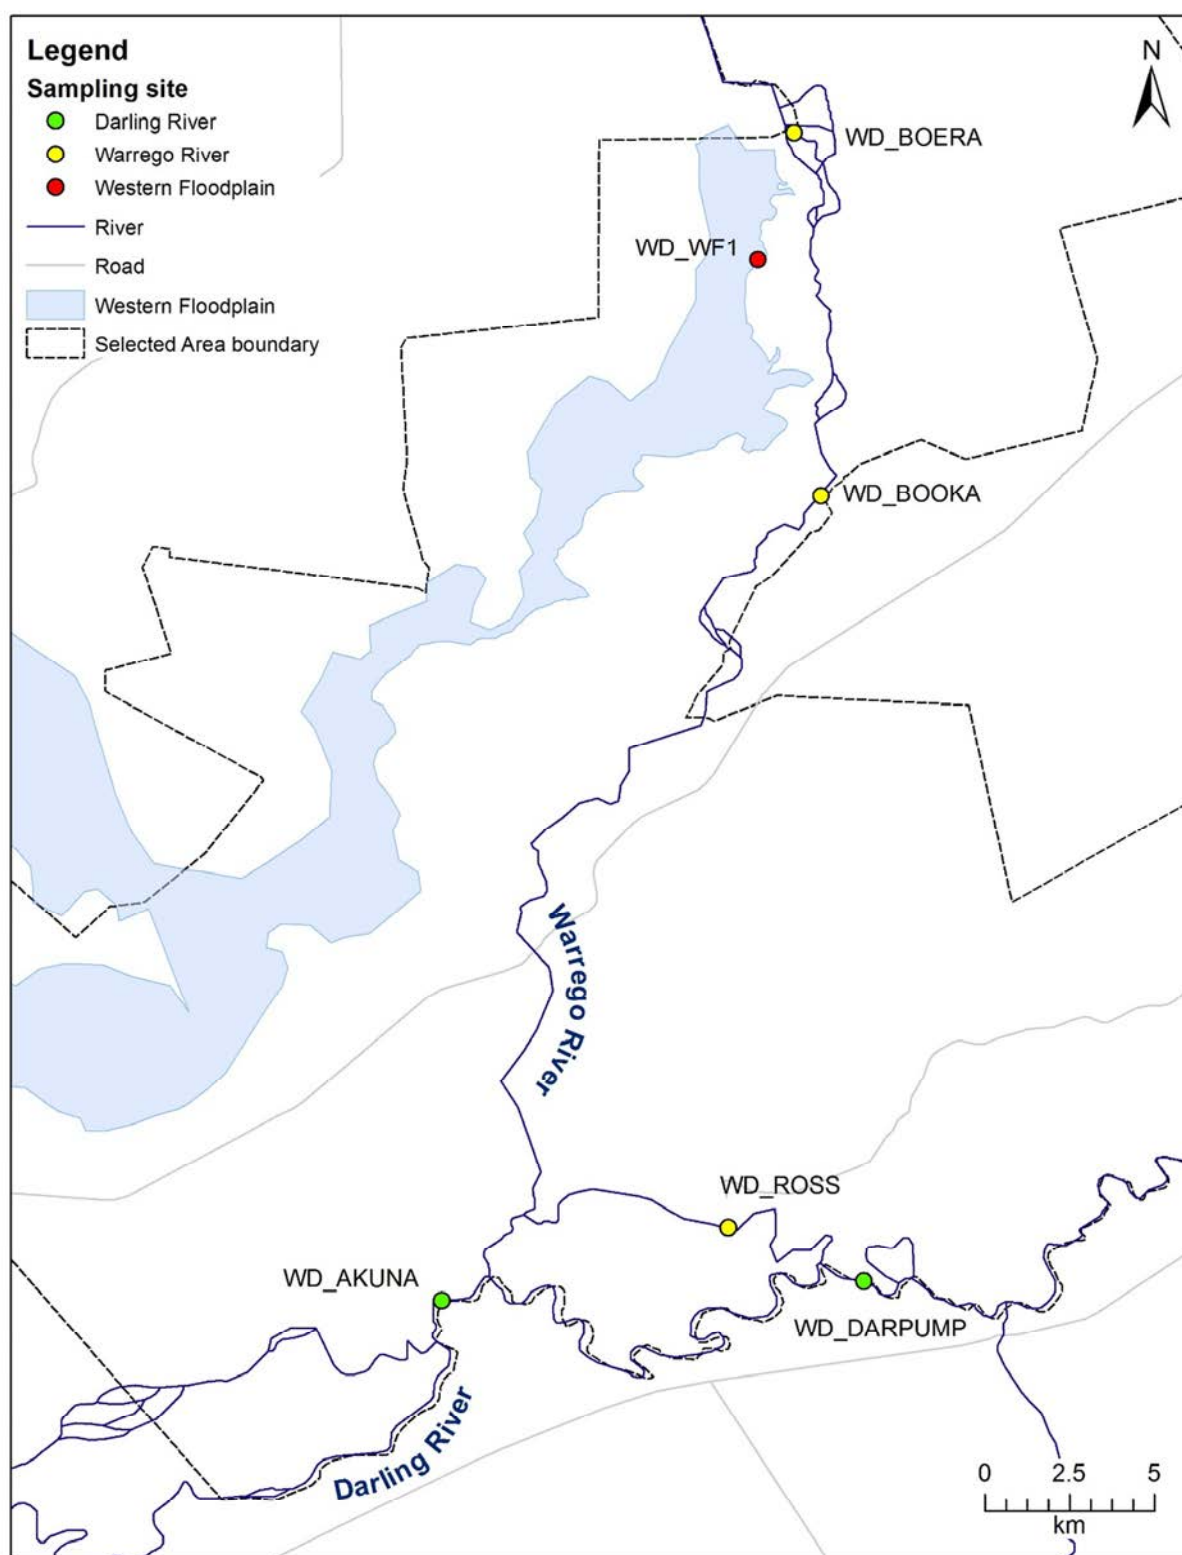 Legend
Sampling site
Darling River
Warrego River
Western Floodplain
River
Road
Western Floodplain
Selected Area boundary
N
WD_BOERA
WD_WF1
WD_BOOKA
Warrego River
WD_ROSS
WD_AKUNA
WD_DARPUMP
Darling River
0 2.5 5
km